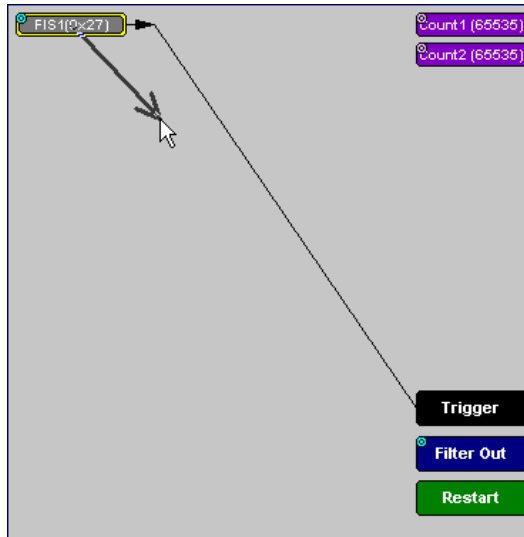 FIS1(0x27)
Count1 (65535)
Count2 (65535)
Trigger
Filter Out
Restart